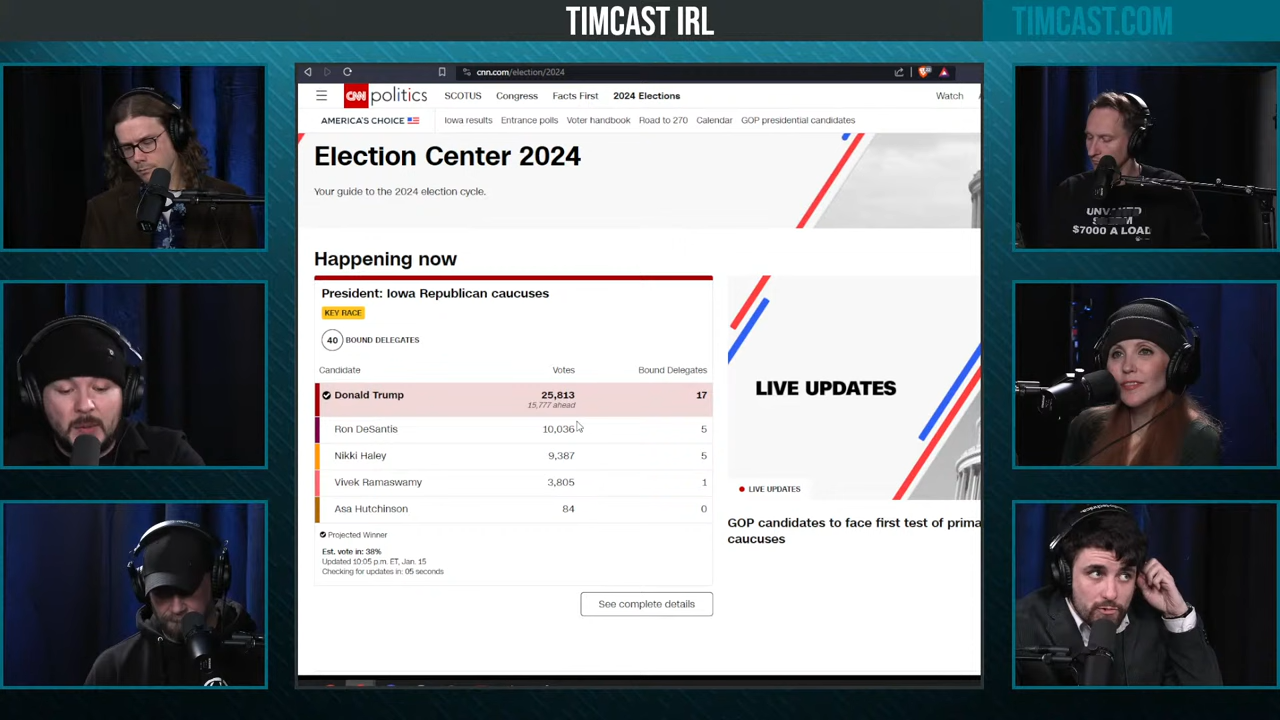 TIMCAST IRL
TIMCAST.COM
cnn.com/election/2024
CNN politics SCOTUS Congress Facts First 2024 Elections Watch
AMERICA'S CHOICE Iowa results Entrance polls Voter handbook Road to 270 Calendar GOP presidential candidates
Election Center 2024
Your guide to the 2024 election cycle.
Happening now
President: Iowa Republican caucuses
KEY RACE
40 BOUND DELEGATES
Candidate Votes Bound Delegates
Donald Trump 25,813 17
15,777 ahead
Ron DeSantis 10,036 5
Nikki Haley 9,387 5
Vivek Ramaswamy 3,805 1
Asa Hutchinson 84 0
Projected Winner
Est. vote in: 38%
Updated 10:05 p.m. ET, Jan. 15
Checking for updates in: 05 seconds
See complete details
LIVE UPDATES
LIVE UPDATES
GOP candidates to face first test of prima
caucuses
UNVAXED
$7000 A LOAD